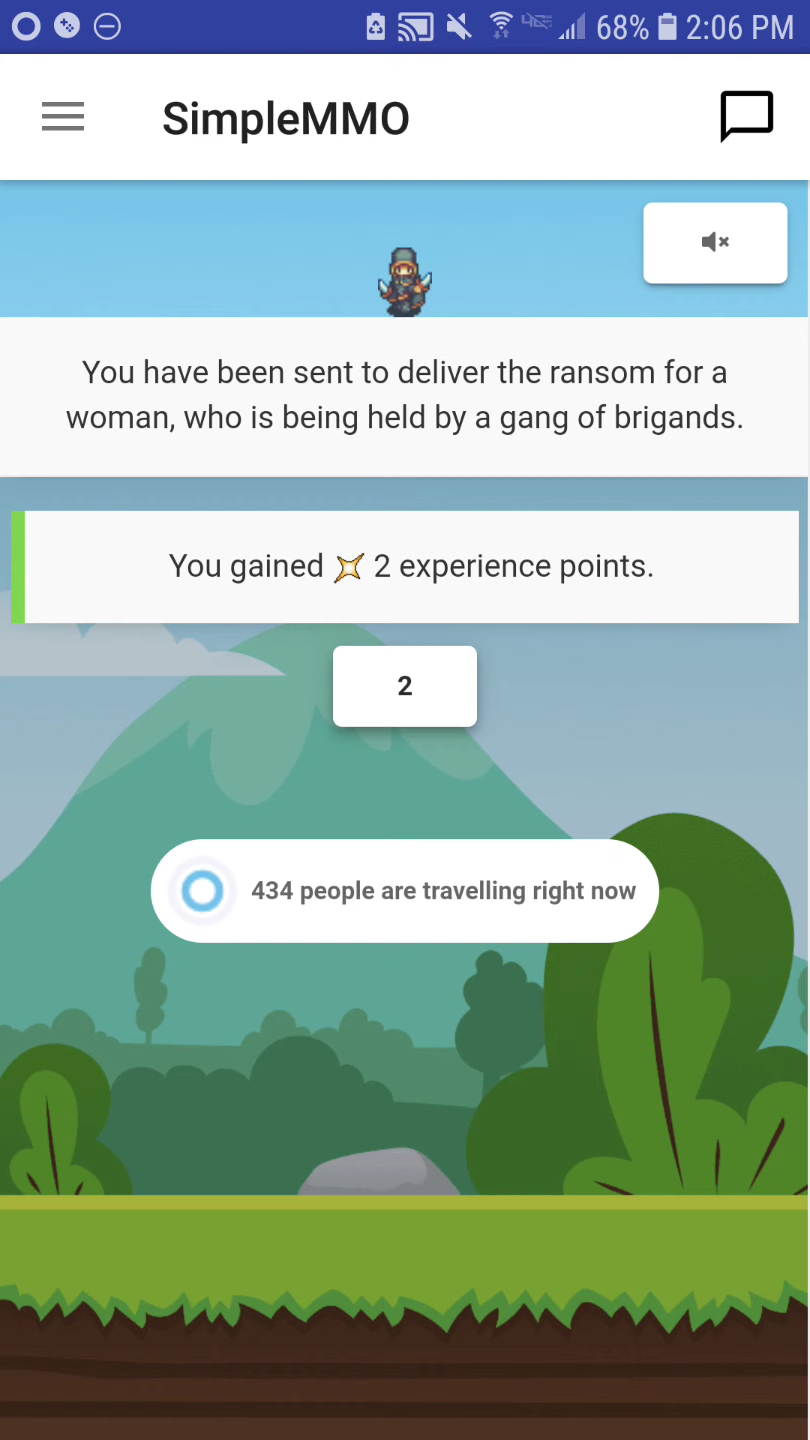 4G 68% 2:06 PM
SimpleMMO
You have been sent to deliver the ransom for a
woman, who is being held by a gang of brigands.
You gained 2 experience points.
2
434 people are travelling right now